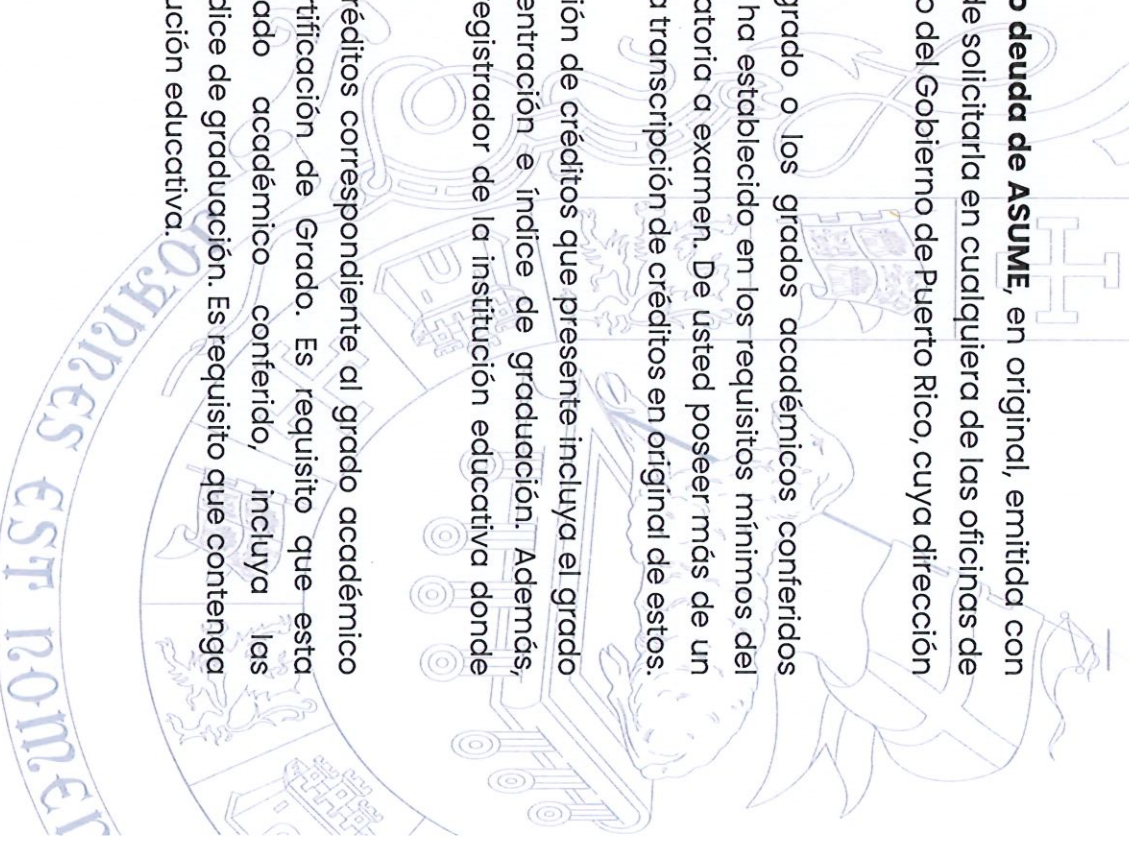 o deuda de ASUME, en original, emitida con
de solicitarla en cualquiera de las oficinas de
o del Gobierno de Puerto Rico, cuya dirección
grado o los grados académicos conferidos
ha establecido en los requisitos mínimos del
atoria a examen. De usted poseer más de un
a transcripción de créditos en original de estos.
ión de créditos que presente incluya el grado
entración e índice de graduación. Además,
egistrador de la institución educativa donde
réditos correspondiente al grado académico
rtificación de Grado. Es requisito que esta
ado académico conferido, incluya las
dice de graduación. Es requisito que contenga
ución educativa.
JOANNES EST NOMEN